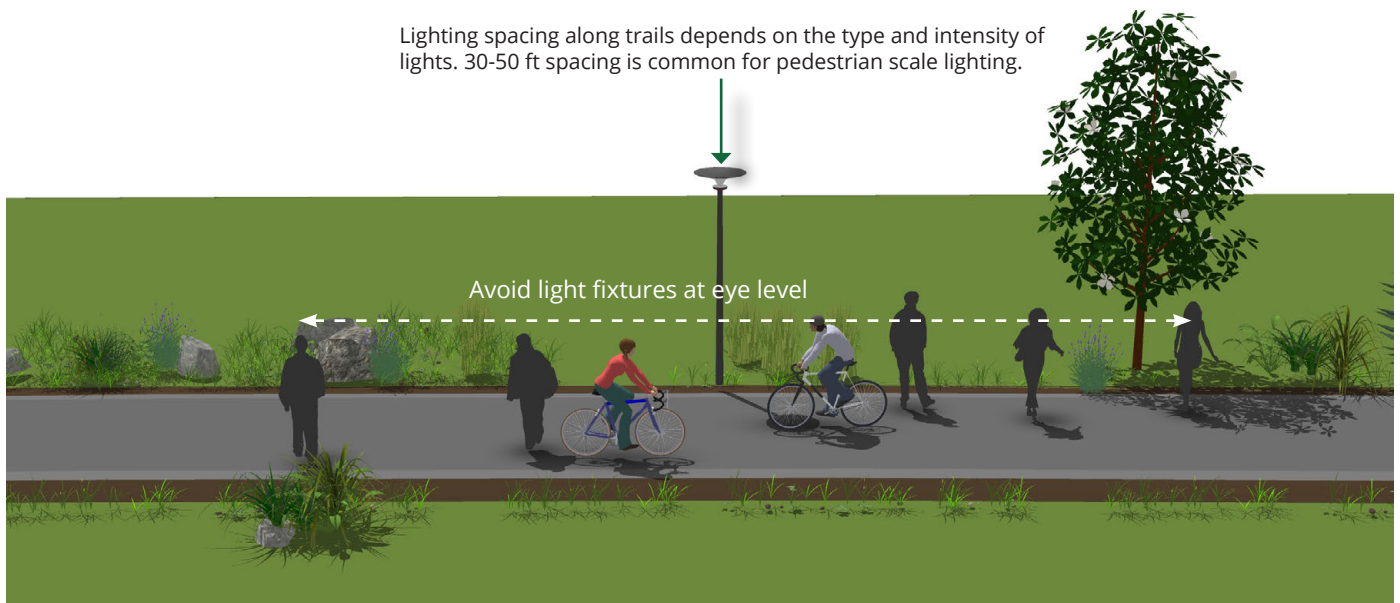 Lighting spacing along trails depends on the type and intensity of
lights. 30-50 ft spacing is common for pedestrian scale lighting.
Avoid light fixtures at eye level